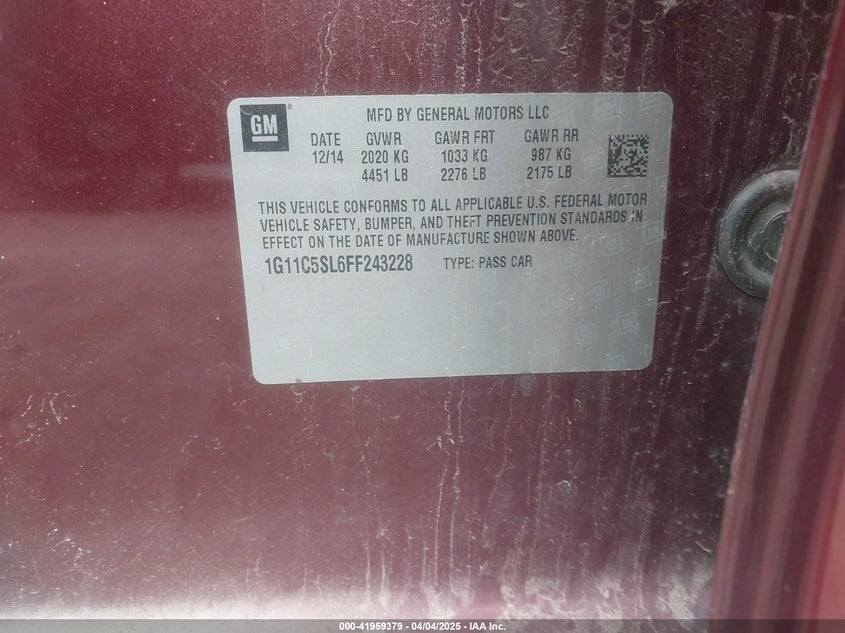 GM
MFD BY GENERAL MOTORS LLC
DATE GVWR GAWR FRT GAWR RR
12/14 2020 KG 1033 KG 987 KG
4451 LB 2276 LB 2175 LB
THIS VEHICLE CONFORMS TO ALL APPLICABLE U.S. FEDERAL MOTOR
VEHICLE SAFETY, BUMPER, AND THEFT PREVENTION STANDARDS IN
EFFECT ON THE DATE OF MANUFACTURE SHOWN ABOVE.
1G11C5SL6FF243228 TYPE: PASS CAR
000-41959379 - 04/04/2025 - IAA Inc.